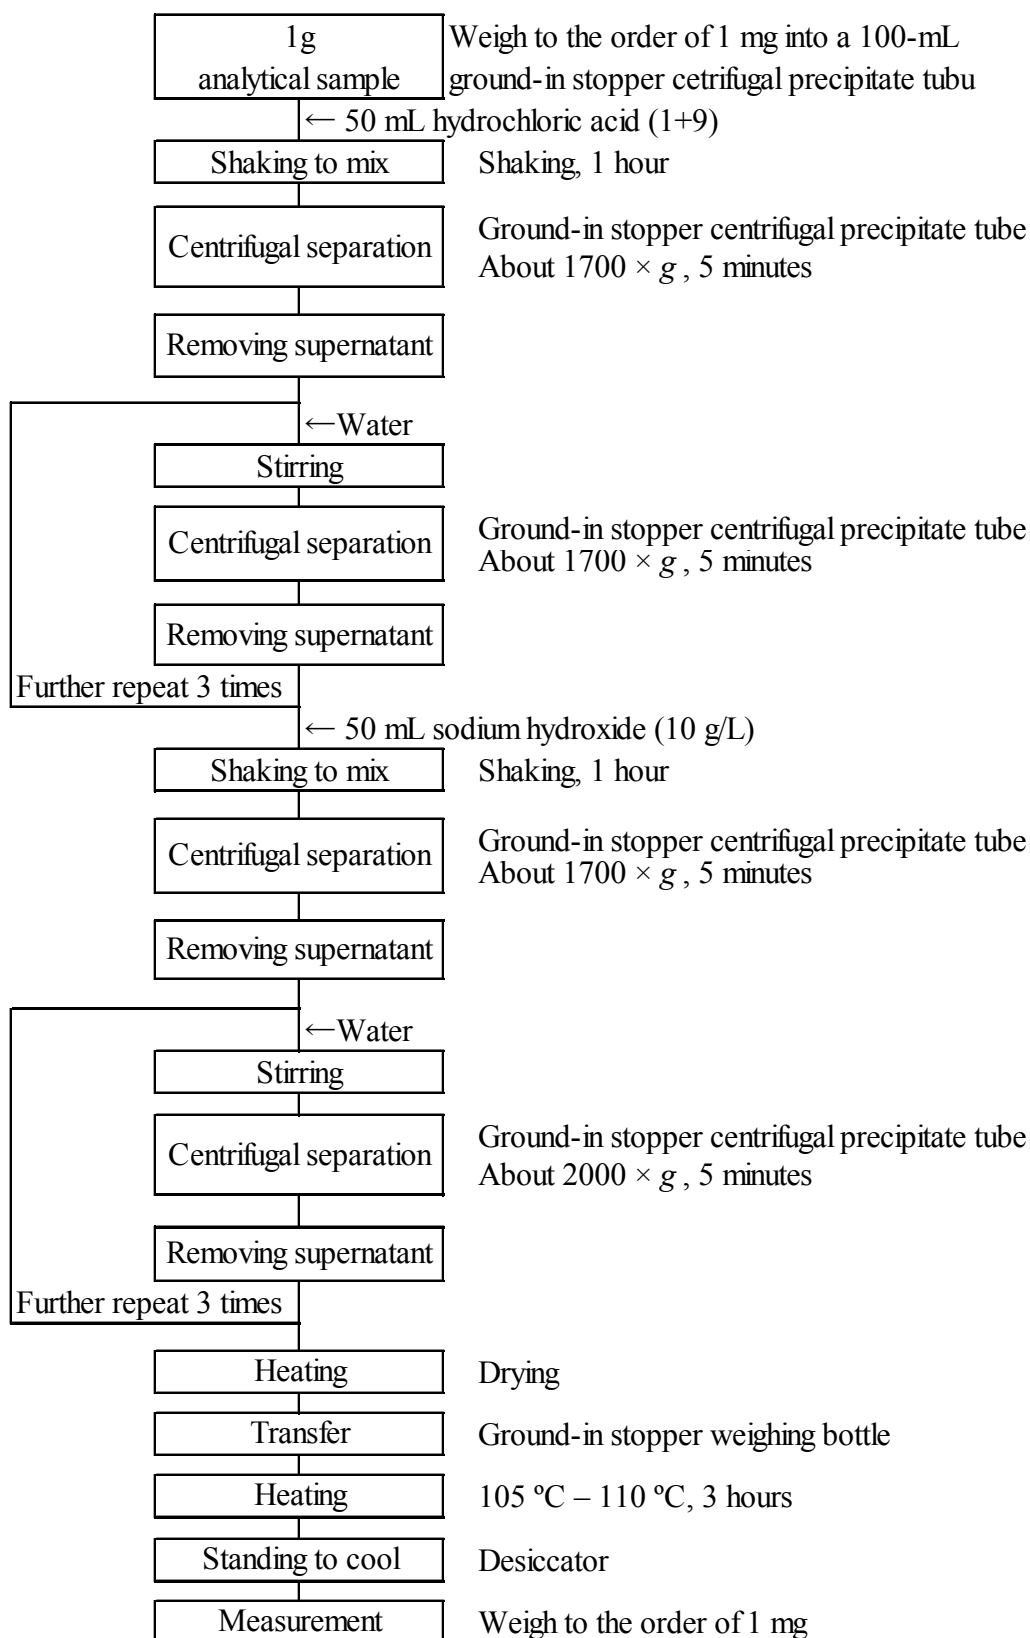 1g
analytical sample
Weigh to the order of 1 mg into a 100-mL
ground-in stopper cetrifugal precipitate tubu
← 50 mL hydrochloric acid (1+9)
Shaking to mix
Shaking, 1 hour
Centrifugal separation
Ground-in stopper centrifugal precipitate tube
About 1700 × g , 5 minutes
Removing supernatant
←Water
Stirring
Centrifugal separation
Ground-in stopper centrifugal precipitate tube
About 1700 × g , 5 minutes
Removing supernatant
Further repeat 3 times
← 50 mL sodium hydroxide (10 g/L)
Shaking to mix
Shaking, 1 hour
Centrifugal separation
Ground-in stopper centrifugal precipitate tube
About 1700 × g , 5 minutes
Removing supernatant
←Water
Stirring
Centrifugal separation
Ground-in stopper centrifugal precipitate tube
About 2000 × g , 5 minutes
Removing supernatant
Further repeat 3 times
Heating
Drying
Transfer
Ground-in stopper weighing bottle
Heating
105 ºC – 110 ºC, 3 hours
Standing to cool
Desiccator
Measurement
Weigh to the order of 1 mg